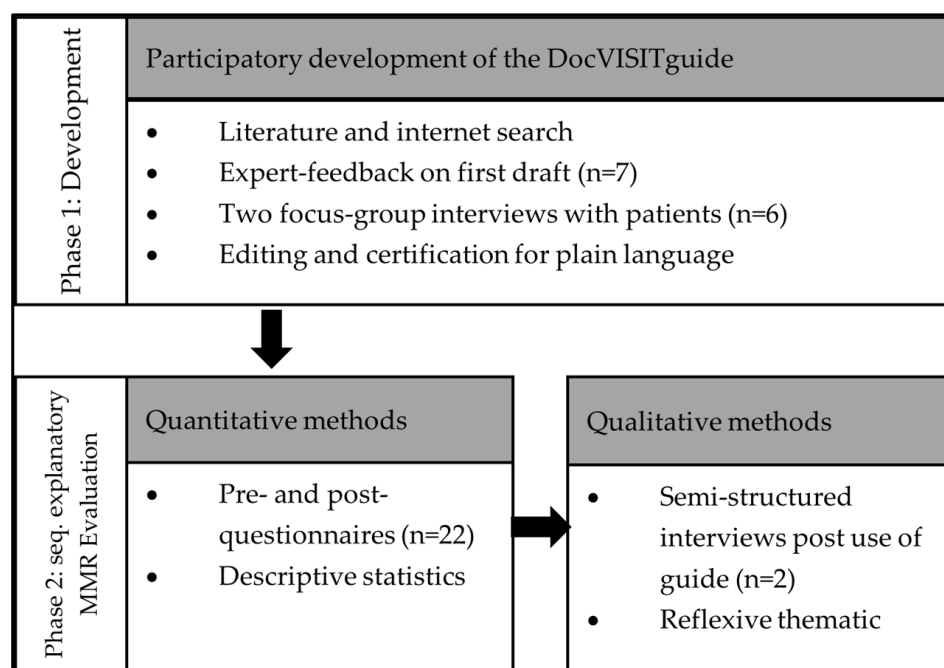 Phase 1: Development
Participatory development of the DocVISITguide
• Literature and internet search
• Expert-feedback on first draft (n=7)
• Two focus-group interviews with patients (n=6)
• Editing and certification for plain language
Phase 2: seq. explanatory
MMR Evaluation
Quantitative methods
• Pre- and post-
questionnaires (n=22)
• Descriptive statistics
Qualitative methods
• Semi-structured
interviews post use of
guide (n=2)
• Reflexive thematic